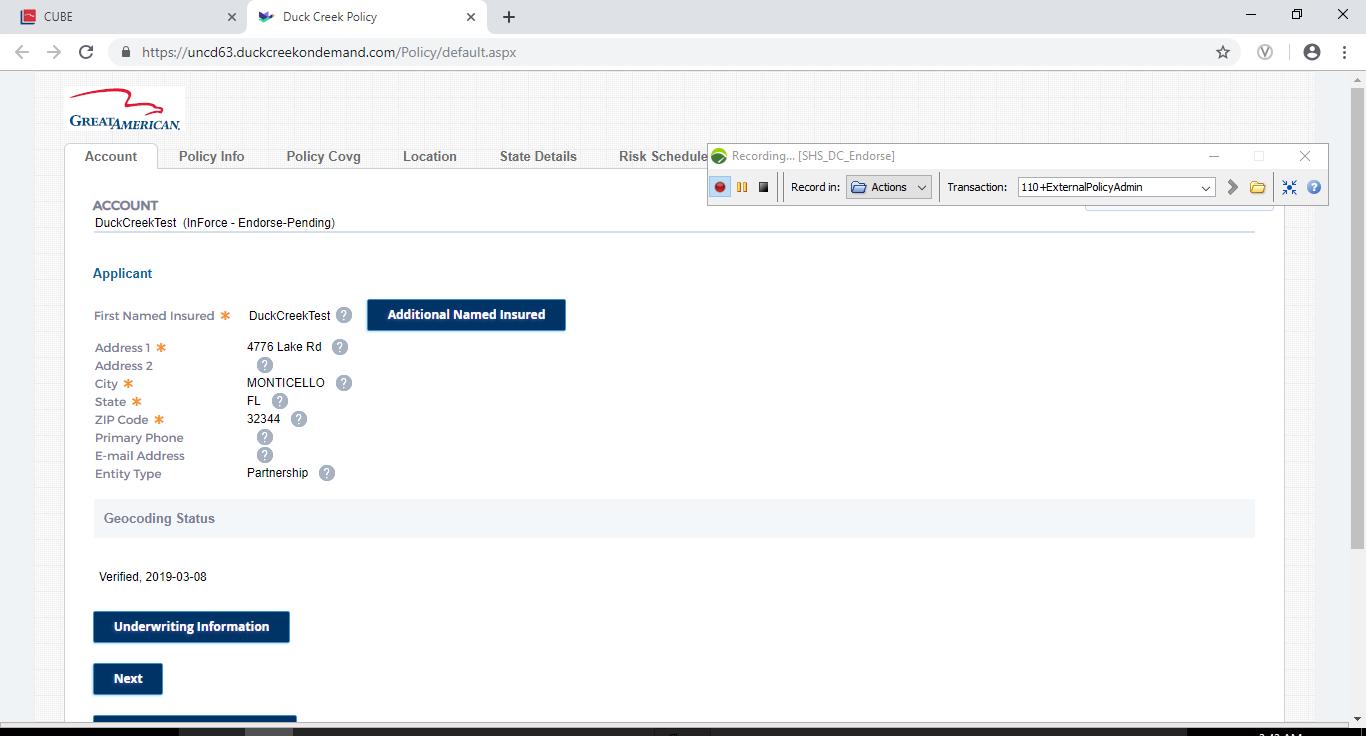 CUBE
Duck Creek Policy
https://uncd63.duckcreekondemand.com/Policy/default.aspx
GREATAMERICAN.
Account Policy Info Policy Covg Location State Details Risk Schedule
Recording... [SHS_DC_Endorse]
Record in: Actions Transaction: 110+ExternalPolicyAdmin
ACCOUNT
DuckCreekTest (InForce - Endorse-Pending)
Applicant
First Named Insured * DuckCreekTest ? Additional Named Insured
Address 1 * 4776 Lake Rd ?
Address 2 ?
City * MONTICELLO ?
State * FL ?
ZIP Code * 32344 ?
Primary Phone ?
E-mail Address ?
Entity Type Partnership ?
Geocoding Status
Verified, 2019-03-08
Underwriting Information
Next